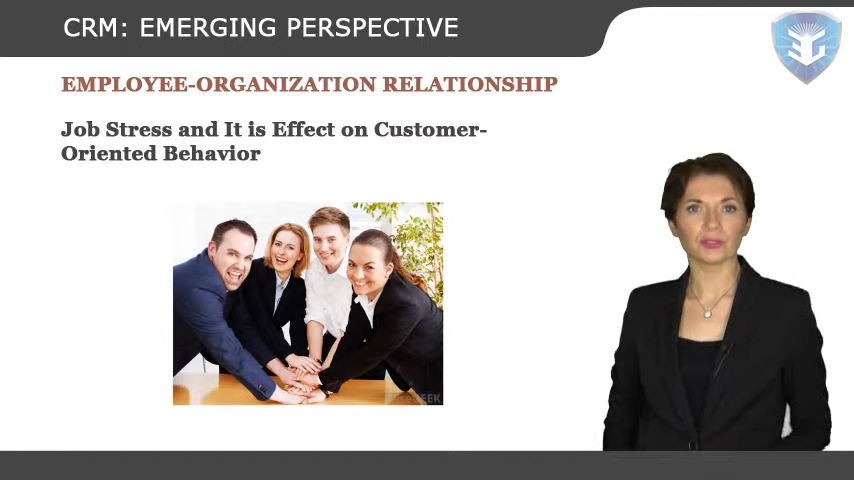 CRM: EMERGING PERSPECTIVE
EMPLOYEE-ORGANIZATION RELATIONSHIP
Job Stress and It is Effect on Customer-
Oriented Behavior